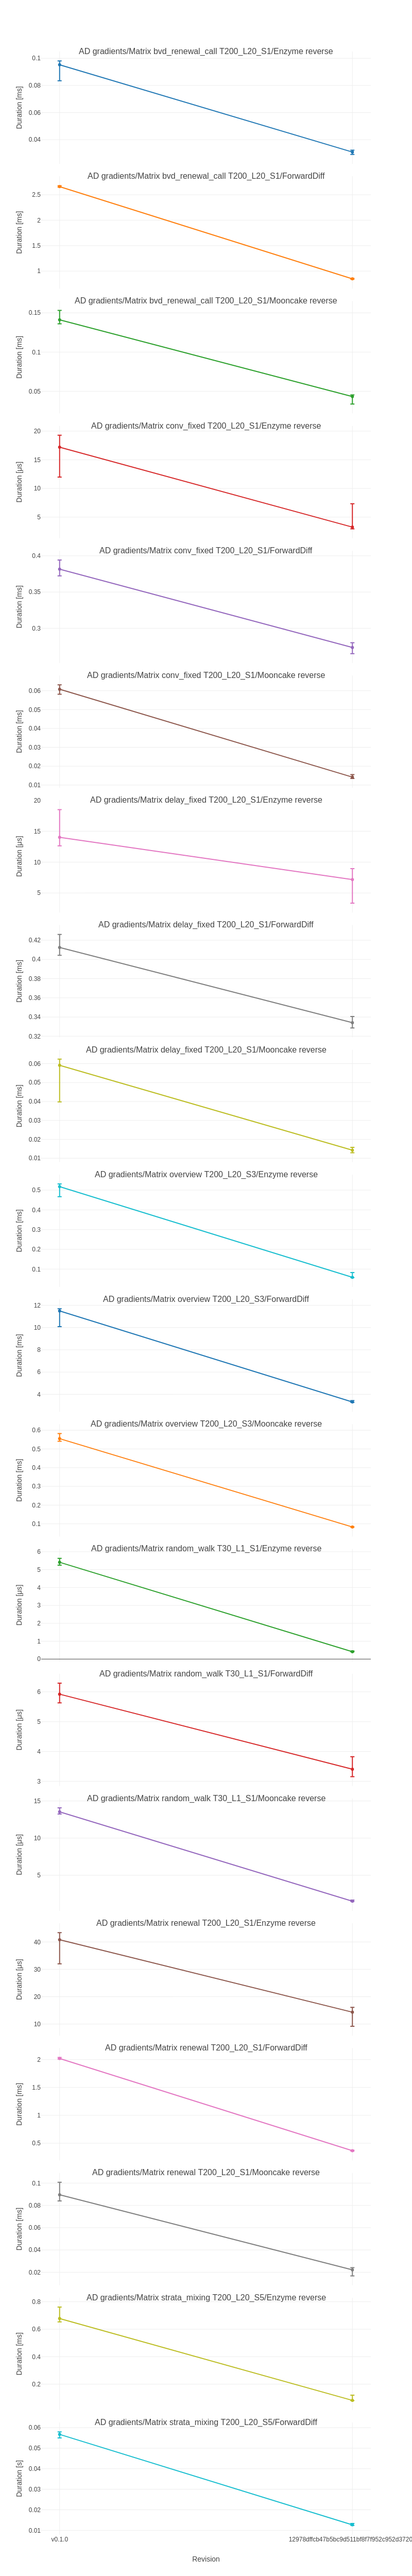 AD gradients/Matrix bvd_renewal_call T200_L20_S1/Enzyme reverse
Duration [ms]
0.1
0.08
0.06
0.04
AD gradients/Matrix bvd_renewal_call T200_L20_S1/ForwardDiff
Duration [ms]
2.5
2
1.5
1
AD gradients/Matrix bvd_renewal_call T200_L20_S1/Mooncake reverse
Duration [ms]
0.15
0.1
0.05
AD gradients/Matrix conv_fixed T200_L20_S1/Enzyme reverse
Duration [µs]
20
15
10
5
AD gradients/Matrix conv_fixed T200_L20_S1/ForwardDiff
Duration [ms]
0.4
0.35
0.3
AD gradients/Matrix conv_fixed T200_L20_S1/Mooncake reverse
Duration [ms]
0.06
0.05
0.04
0.03
0.02
0.01
AD gradients/Matrix delay_fixed T200_L20_S1/Enzyme reverse
Duration [µs]
20
15
10
5
AD gradients/Matrix delay_fixed T200_L20_S1/ForwardDiff
Duration [ms]
0.42
0.4
0.38
0.36
0.34
0.32
AD gradients/Matrix delay_fixed T200_L20_S1/Mooncake reverse
Duration [ms]
0.06
0.05
0.04
0.03
0.02
0.01
AD gradients/Matrix overview T200_L20_S3/Enzyme reverse
Duration [ms]
0.5
0.4
0.3
0.2
0.1
AD gradients/Matrix overview T200_L20_S3/ForwardDiff
Duration [ms]
12
10
8
6
4
AD gradients/Matrix overview T200_L20_S3/Mooncake reverse
Duration [ms]
0.6
0.5
0.4
0.3
0.2
0.1
AD gradients/Matrix random_walk T30_L1_S1/Enzyme reverse
Duration [µs]
6
5
4
3
2
1
0
AD gradients/Matrix random_walk T30_L1_S1/ForwardDiff
Duration [µs]
6
5
4
3
AD gradients/Matrix random_walk T30_L1_S1/Mooncake reverse
Duration [µs]
15
10
5
AD gradients/Matrix renewal T200_L20_S1/Enzyme reverse
Duration [µs]
40
30
20
10
AD gradients/Matrix renewal T200_L20_S1/ForwardDiff
Duration [ms]
2
1.5
1
0.5
AD gradients/Matrix renewal T200_L20_S1/Mooncake reverse
Duration [ms]
0.1
0.08
0.06
0.04
0.02
AD gradients/Matrix strata_mixing T200_L20_S5/Enzyme reverse
Duration [ms]
0.8
0.6
0.4
0.2
AD gradients/Matrix strata_mixing T200_L20_S5/ForwardDiff
Duration [s]
0.06
0.05
0.04
0.03
0.02
0.01
v0.1.0
12978dffcb47b5bc9d511bf8f7f952c952d3720
Revision